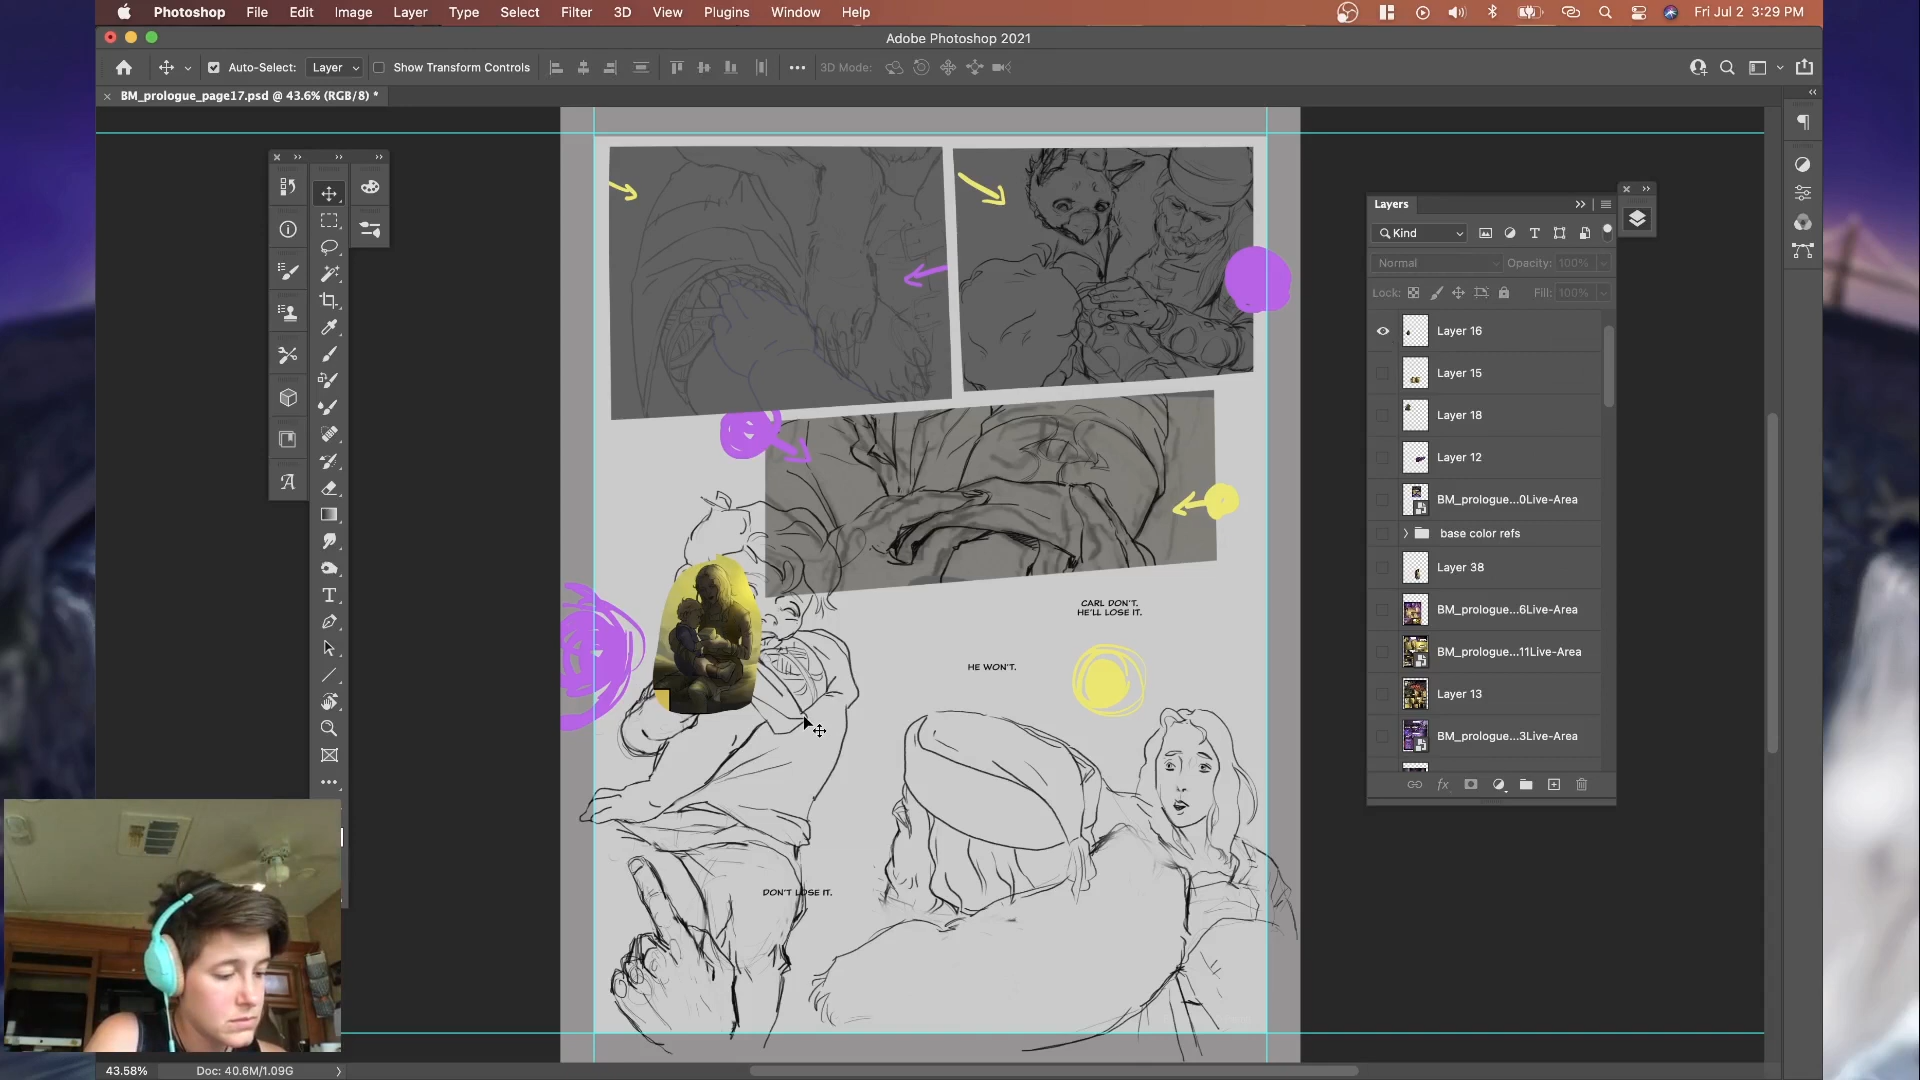 Photoshop File Edit Image Layer Type Select Filter 3D View Plugins Window Help
Fri Jul 2 3:29 PM
Adobe Photoshop 2021
Auto-Select: Layer Show Transform Controls
3D Mode:
BM_prologue_page17.psd @ 43.6% (RGB/8) *
Layers
Kind
Normal Opacity: 100%
Lock: Fill: 100%
Layer 16
Layer 15
Layer 18
Layer 12
BM_prologue...0Live-Area
base color refs
Layer 38
BM_prologue...6Live-Area
BM_prologue...11Live-Area
Layer 13
BM_prologue...3Live-Area
CARL DON'T.
HE'LL LOSE IT.
HE WON'T.
DON'T LOSE IT.
43.58% Doc: 40.6M/1.09G